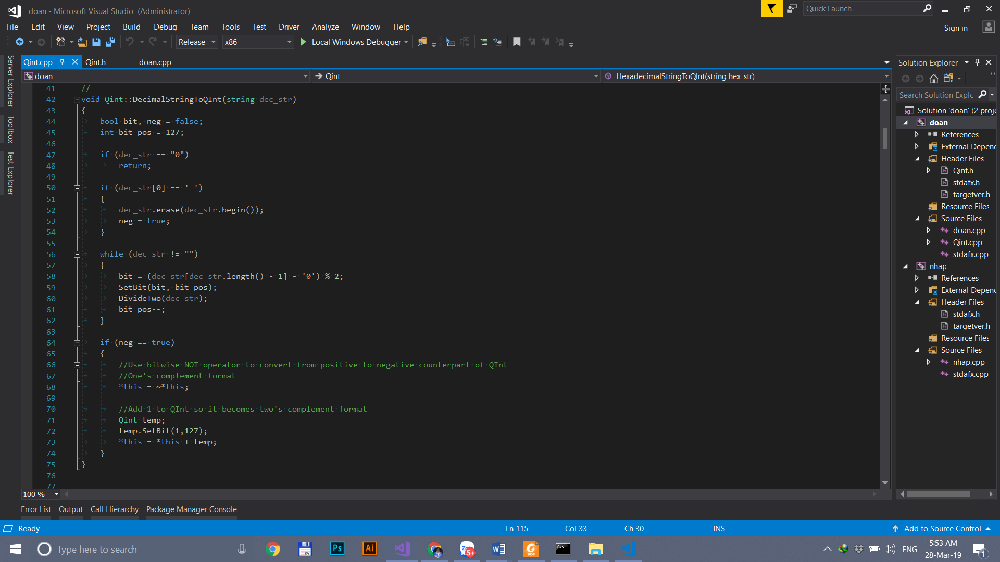 doan - Microsoft Visual Studio (Administrator)
Quick Launch
File Edit View Project Build Debug Team Tools Test Driver Analyze Window Help
Sign in
Release x86 Local Windows Debugger
Server Explorer
Toolbox
Test Explorer
Qint.cpp Qint.h doan.cpp
doan Qint HexadecimalStringToQInt(string hex_str)
41 //
42 void Qint::DecimalStringToQInt(string dec_str)
43 {
44 bool bit, neg = false;
45 int bit_pos = 127;
46
47 if (dec_str == "0")
48 return;
49
50 if (dec_str[0] == '-')
51 {
52 dec_str.erase(dec_str.begin());
53 neg = true;
54 }
55
56 while (dec_str != "")
57 {
58 bit = (dec_str[dec_str.length() - 1] - '0') % 2;
59 SetBit(bit, bit_pos);
60 DivideTwo(dec_str);
61 bit_pos--;
62 }
63
64 if (neg == true)
65 {
66 //Use bitwise NOT operator to convert from positive to negative counterpart of QInt
67 //One's complement format
68 *this = ~*this;
69
70 //Add 1 to QInt so it becomes two's complement format
71 Qint temp;
72 temp.SetBit(1,127);
73 *this = *this + temp;
74 }
75 }
76
77
100 %
Solution Explorer
Search Solution Explo
Solution 'doan' (2 proje
doan
References
External Depend
Header Files
Qint.h
stdafx.h
targetver.h
Resource Files
Source Files
doan.cpp
Qint.cpp
stdafx.cpp
nhap
References
External Depend
Header Files
stdafx.h
targetver.h
Resource Files
Source Files
nhap.cpp
stdafx.cpp
Error List Output Call Hierarchy Package Manager Console
Ready Ln 115 Col 33 Ch 30 INS Add to Source Control
Type here to search
64
Ps
Ai
5+
PDF
ENG
5:53 AM
28-Mar-19
1